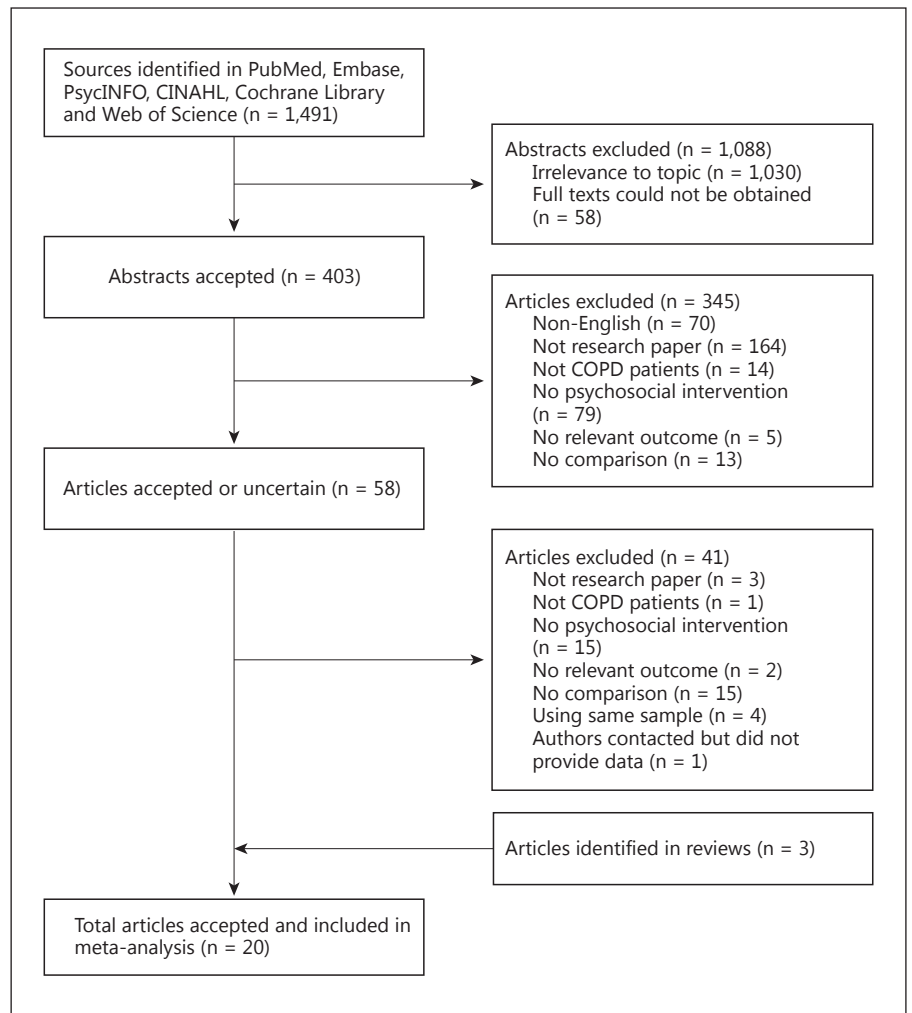 Sources identified in PubMed, Embase,
PsycINFO, CINAHL, Cochrane Library
and Web of Science (n = 1,491)
Abstracts excluded (n = 1,088)
Irrelevance to topic (n = 1,030)
Full texts could not be obtained
(n = 58)
Abstracts accepted (n = 403)
Articles excluded (n = 345)
Non-English (n = 70)
Not research paper (n = 164)
Not COPD patients (n = 14)
No psychosocial intervention
(n = 79)
No relevant outcome (n = 5)
No comparison (n = 13)
Articles accepted or uncertain (n = 58)
Articles excluded (n = 41)
Not research paper (n = 3)
Not COPD patients (n = 1)
No psychosocial intervention
(n = 15)
No relevant outcome (n = 2)
No comparison (n = 15)
Using same sample (n = 4)
Authors contacted but did not
provide data (n = 1)
Articles identified in reviews (n = 3)
Total articles accepted and included in
meta-analysis (n = 20)